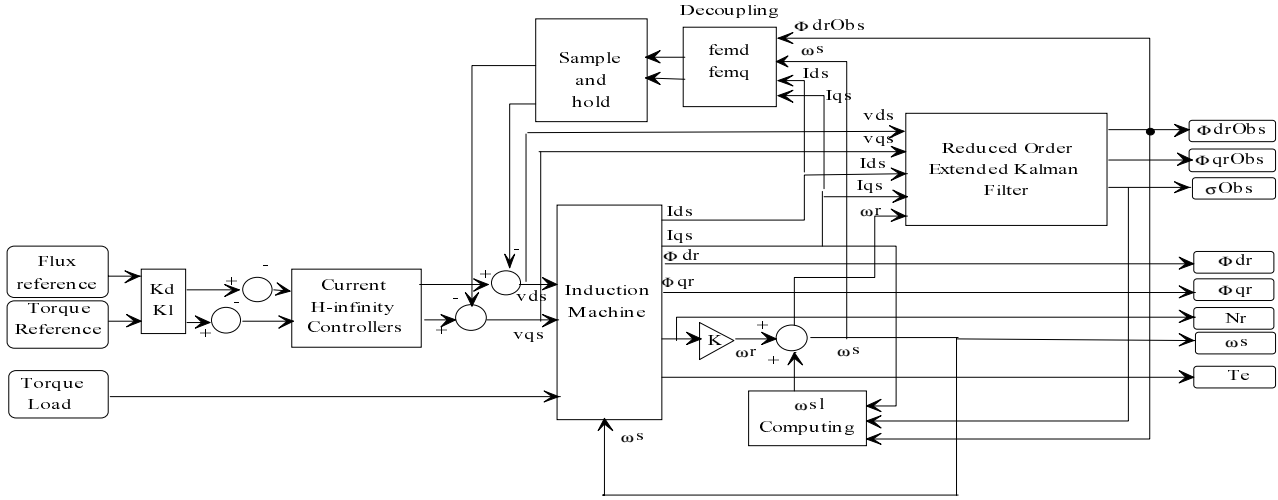 Decoupling
ΦdrObs
ωs
Ids
Iqs
femd
femq
Sample
and
hold
vds
vqs
Ids
Iqs
ωr
Reduced Order
Extended Kalman
Filter
ΦdrObs
ΦqrObs
σObs
Flux
reference
Torque
Reference
Kd
Kl
+
-
+
-
Current
H-infinity
Controllers
-
+
-
+
vds
vqs
Induction
Machine
Ids
Iqs
Φdr
Φqr
K
ωr
+
+
ωs
Φdr
Φqr
Nr
ωs
Te
Torque
Load
ωsl
Computing
ωs